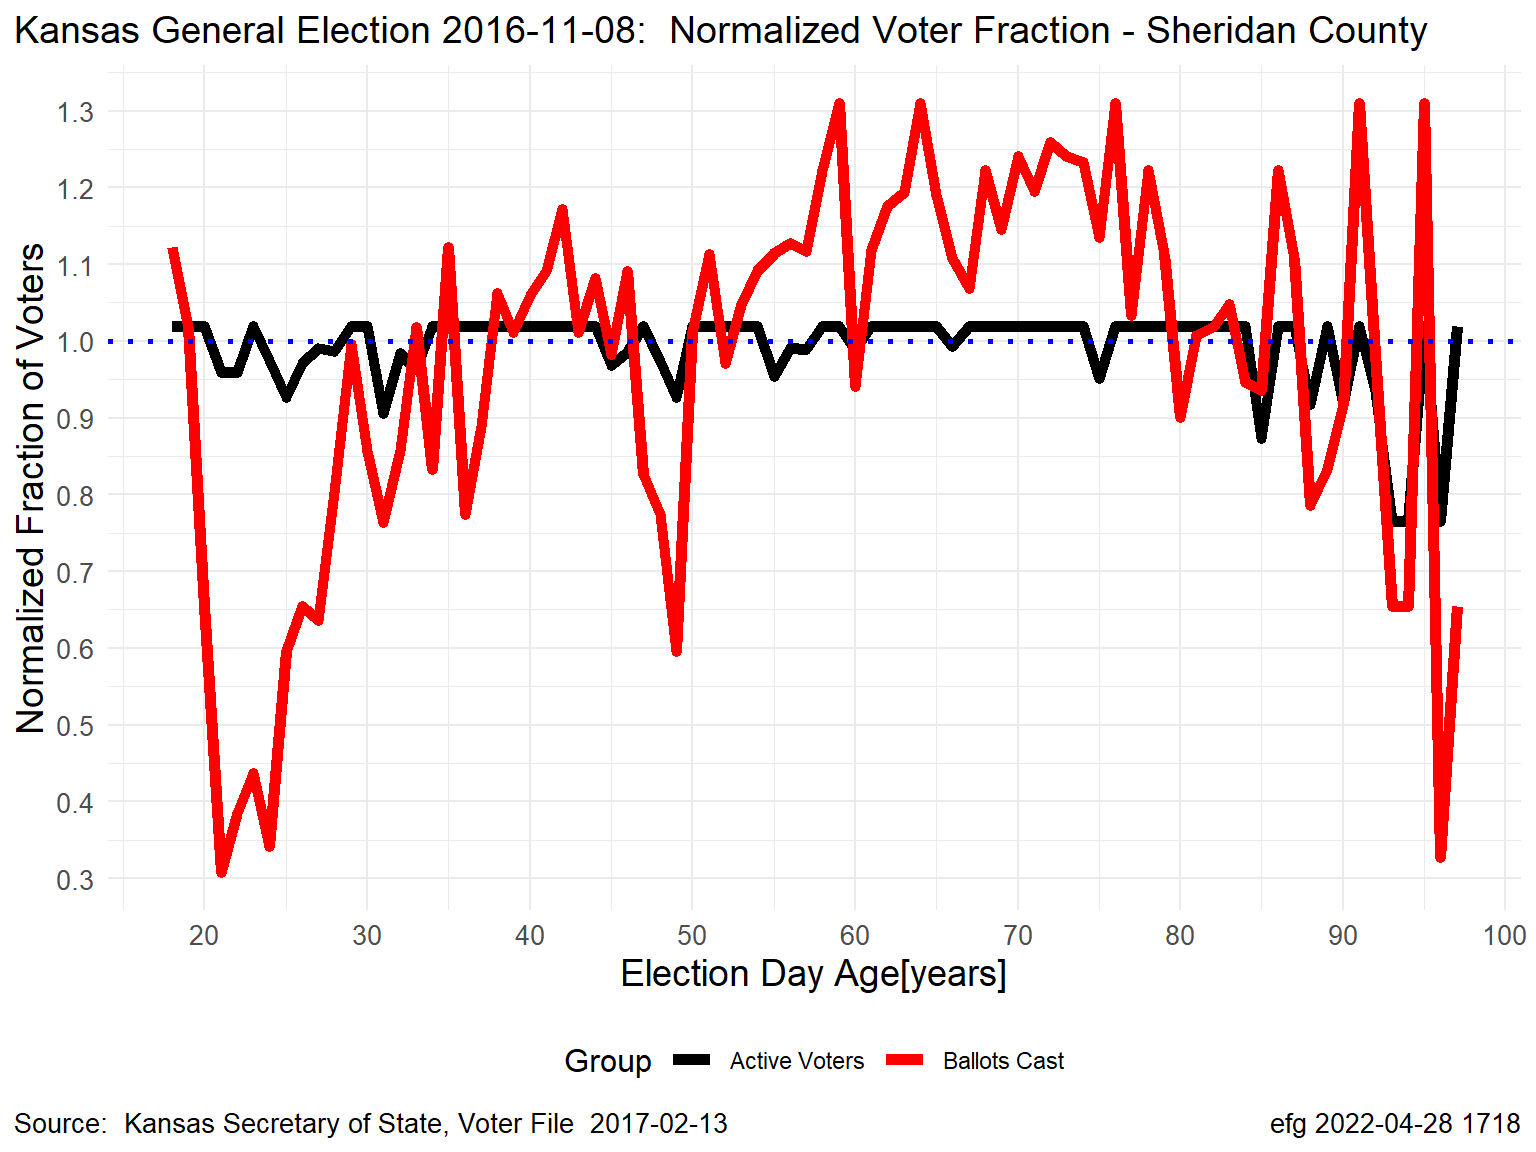 Kansas General Election 2016-11-08:  Normalized Voter Fraction - Sheridan County
Normalized Fraction of Voters
1.3
1.2
1.1
1.0
0.9
0.8
0.7
0.6
0.5
0.4
0.3
20 30 40 50 60 70 80 90 100
Election Day Age[years]
Group Active Voters Ballots Cast
Source:  Kansas Secretary of State, Voter File  2017-02-13
efg 2022-04-28 1718